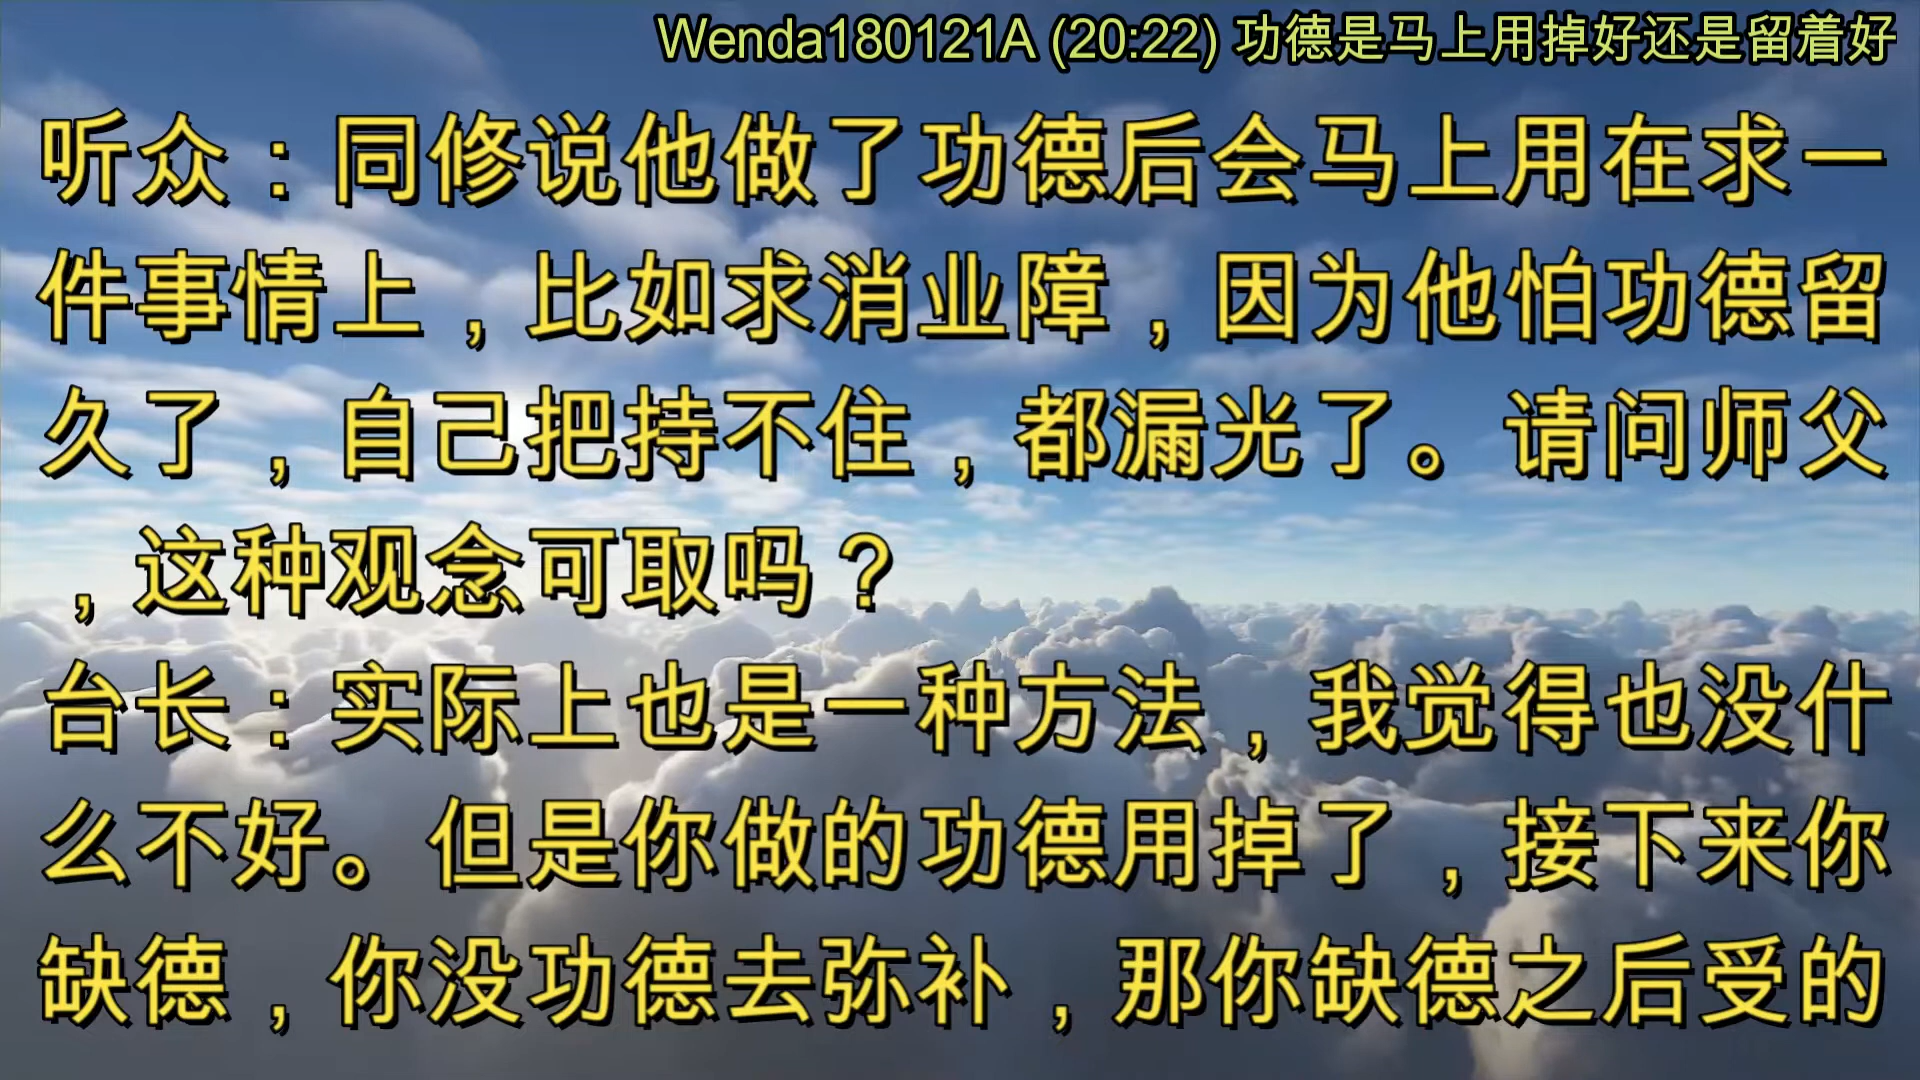 Wenda180121A (20:22) 功德是马上用掉好还是留着好
听众：同修说他做了功德后会马上用在求一
件事情上，比如求消业障，因为他怕功德留
久了，自己把持不住，都漏光了。请问师父
，这种观念可取吗？
台长：实际上也是一种方法，我觉得也没什
么不好。但是你做的功德用掉了，接下来你
缺德，你没功德去弥补，那你缺德之后受的